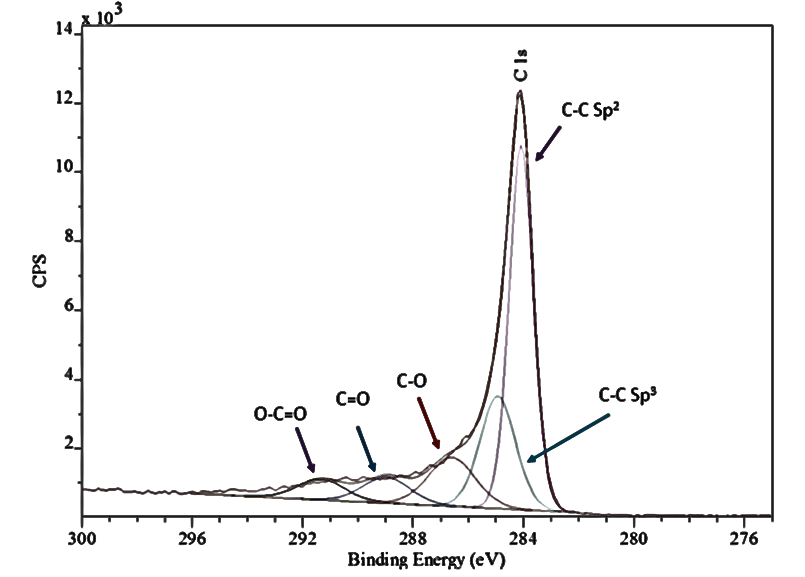 x 10³
14
12
10
8
6
4
2
CPS
C 1s
C-C Sp²
C-C Sp³
C-O
C=O
O-C=O
300 296 292 288 284 280 276
Binding Energy (eV)